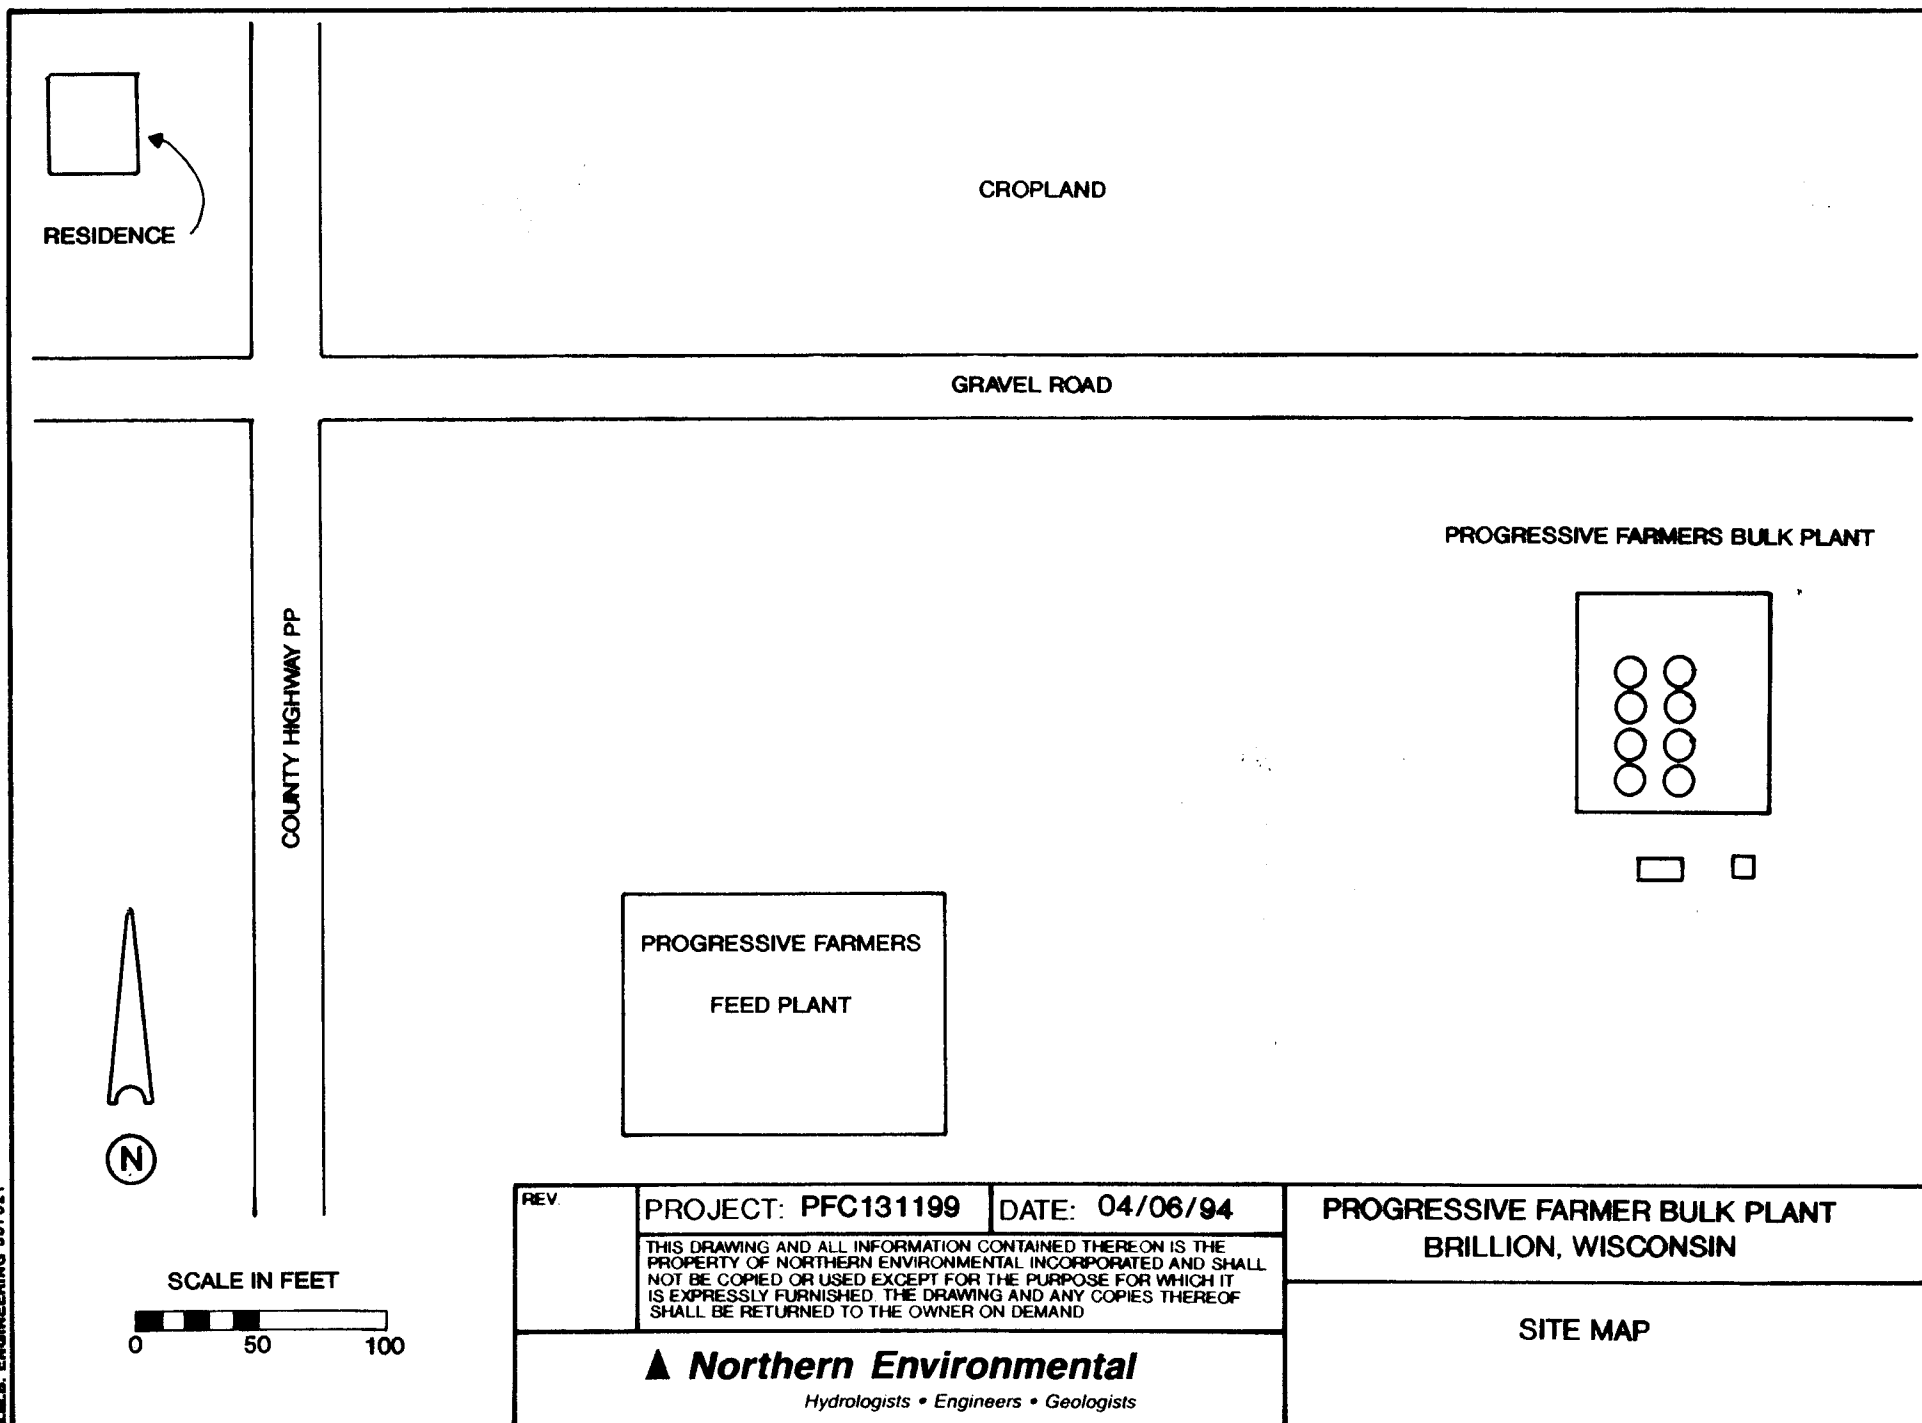 CROPLAND
RESIDENCE
GRAVEL ROAD
PROGRESSIVE FARMERS BULK PLANT
COUNTY HIGHWAY PP
PROGRESSIVE FARMERS
FEED PLANT
N
SCALE IN FEET
0 50 100
REV.
PROJECT: PFC131199
DATE: 04/06/94
THIS DRAWING AND ALL INFORMATION CONTAINED THEREON IS THE
PROPERTY OF NORTHERN ENVIRONMENTAL INCORPORATED AND SHALL
NOT BE COPIED OR USED EXCEPT FOR THE PURPOSE FOR WHICH IT
IS EXPRESSLY FURNISHED. THE DRAWING AND ANY COPIES THEREOF
SHALL BE RETURNED TO THE OWNER ON DEMAND
Northern Environmental
Hydrologists • Engineers • Geologists
PROGRESSIVE FARMER BULK PLANT
BRILLION, WISCONSIN
SITE MAP
ENGINEERING